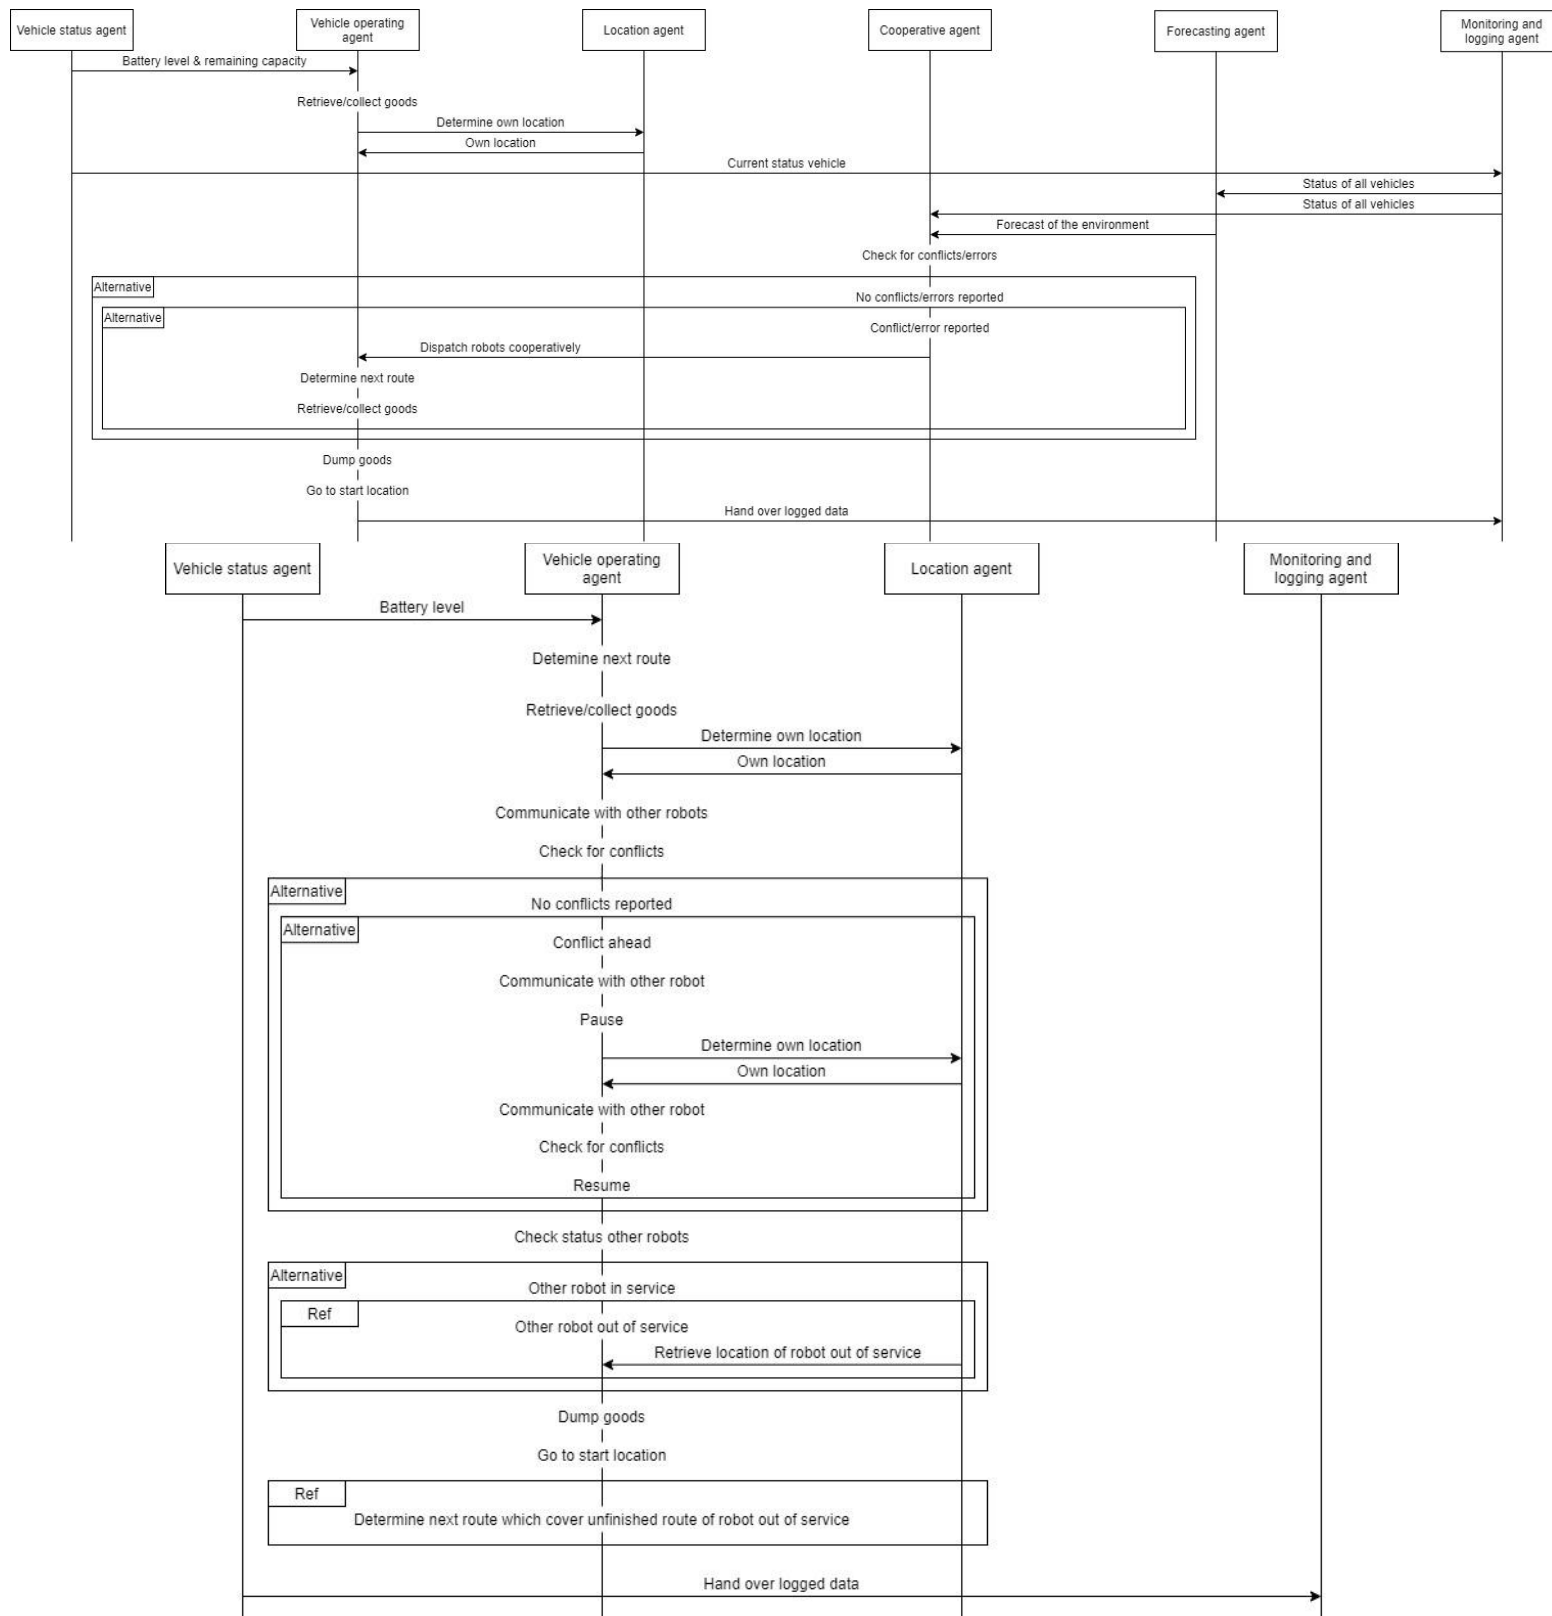 Vehicle status agent
Vehicle operating
agent
Location agent
Cooperative agent
Forecasting agent
Monitoring and
logging agent
Battery level & remaining capacity
Retrieve/collect goods
Determine own location
Own location
Current status vehicle
Status of all vehicles
Status of all vehicles
Forecast of the environment
Check for conflicts/errors
Alternative
No conflicts/errors reported
Alternative
Conflict/error reported
Dispatch robots cooperatively
Determine next route
Retrieve/collect goods
Dump goods
Go to start location
Hand over logged data
Vehicle status agent
Vehicle operating
agent
Location agent
Monitoring and
logging agent
Battery level
Detemine next route
Retrieve/collect goods
Determine own location
Own location
Communicate with other robots
Check for conflicts
Alternative
No conflicts reported
Alternative
Conflict ahead
Communicate with other robot
Pause
Determine own location
Own location
Communicate with other robot
Check for conflicts
Resume
Check status other robots
Alternative
Other robot in service
Ref
Other robot out of service
Retrieve location of robot out of service
Dump goods
Go to start location
Ref
Determine next route which cover unfinished route of robot out of service
Hand over logged data